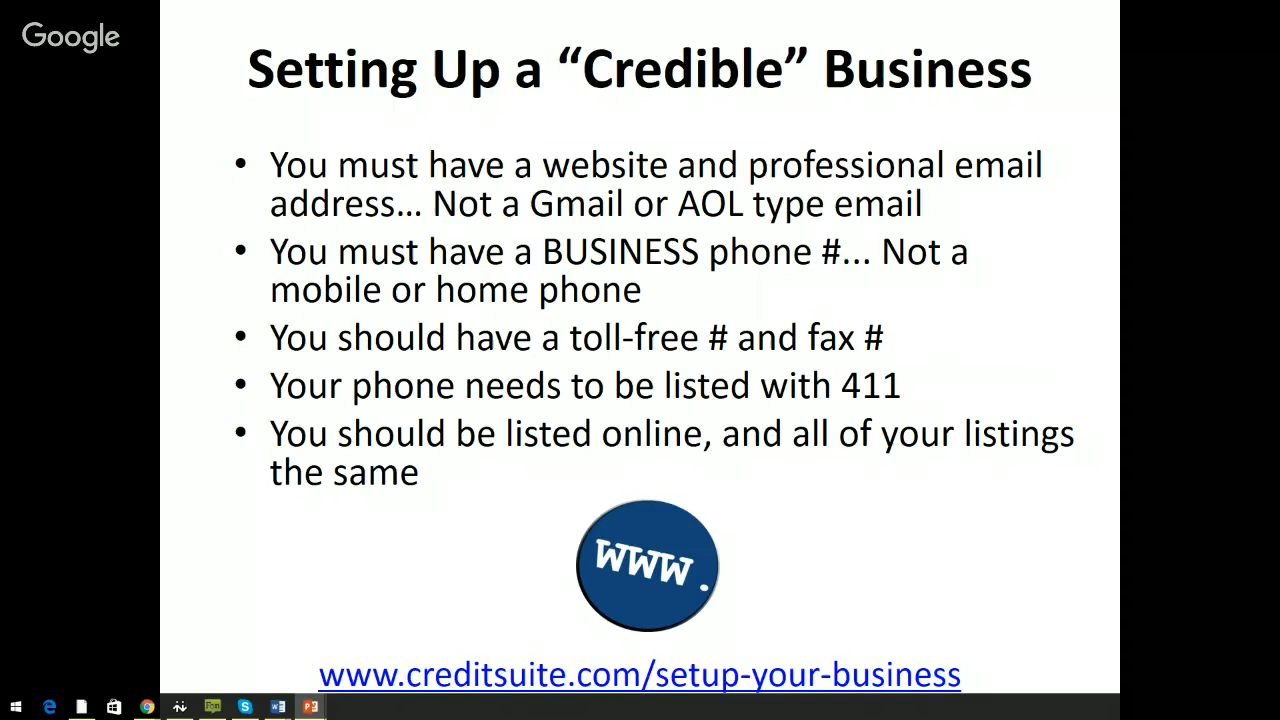 Google
Setting Up a “Credible” Business
• You must have a website and professional email
address... Not a Gmail or AOL type email
• You must have a BUSINESS phone #... Not a
mobile or home phone
• You should have a toll-free # and fax #
• Your phone needs to be listed with 411
• You should be listed online, and all of your listings
the same
WWW.
www.creditsuite.com/setup-your-business